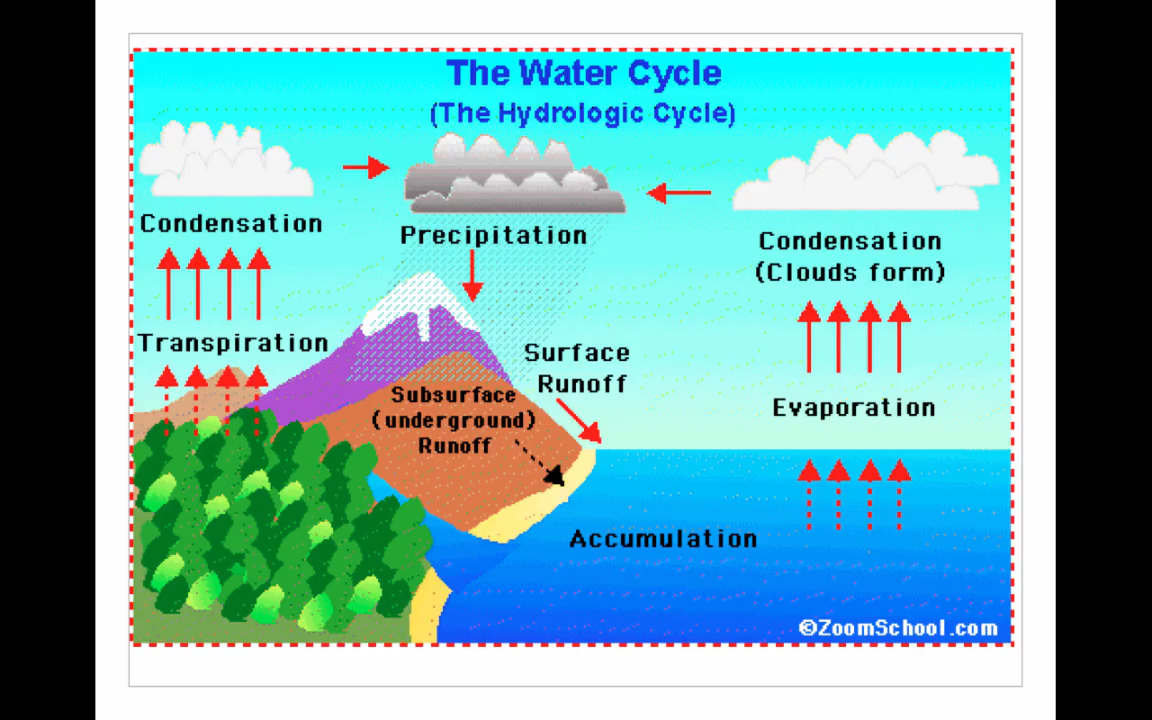 The Water Cycle
(The Hydrologic Cycle)
Condensation
Precipitation
Condensation
(Clouds form)
Transpiration
Surface
Runoff
Subsurface
(underground)
Runoff
Evaporation
Accumulation
©ZoomSchool.com